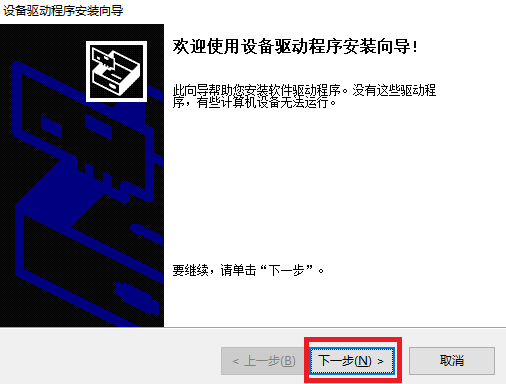 设备驱动程序安装向导
欢迎使用设备驱动程序安装向导!
此向导帮助您安装软件驱动程序。没有这些驱动程
序，有些计算机设备无法运行。
要继续，请单击“下一步”。
< 上一步(B)
下一步(N) >
取消